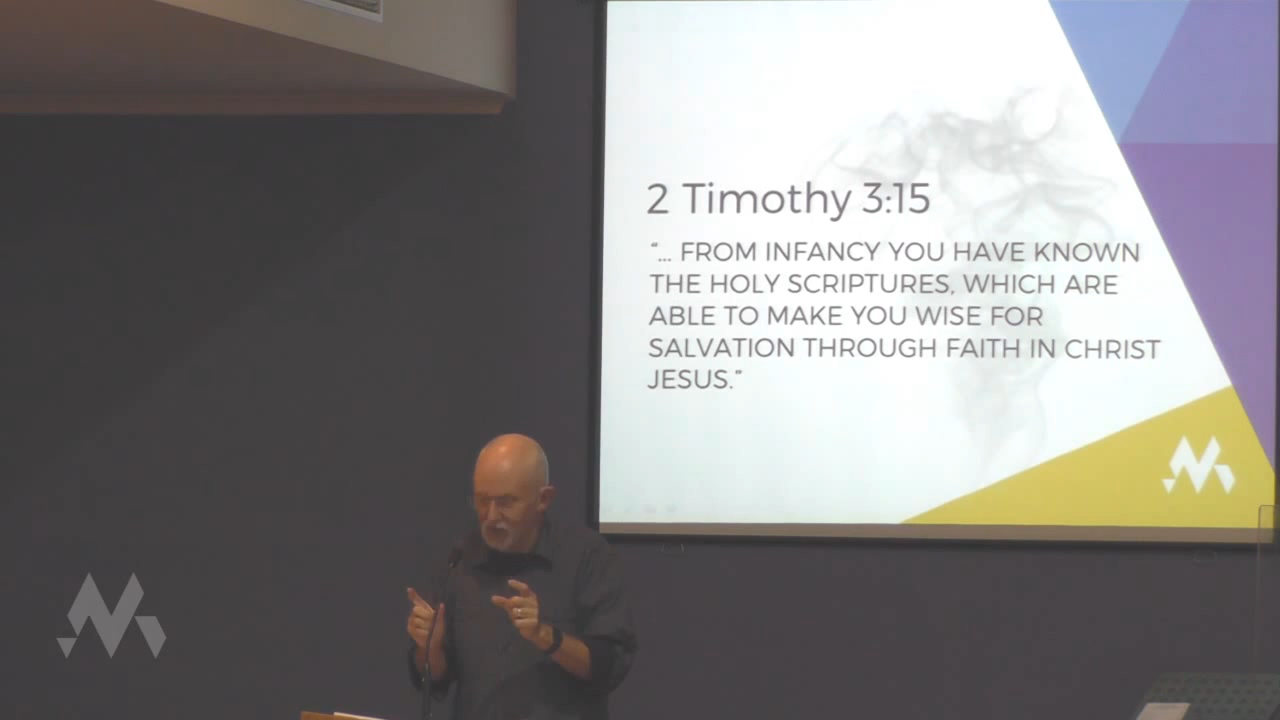 2 Timothy 3:15
“... FROM INFANCY YOU HAVE KNOWN
THE HOLY SCRIPTURES, WHICH ARE
ABLE TO MAKE YOU WISE FOR
SALVATION THROUGH FAITH IN CHRIST
JESUS.”